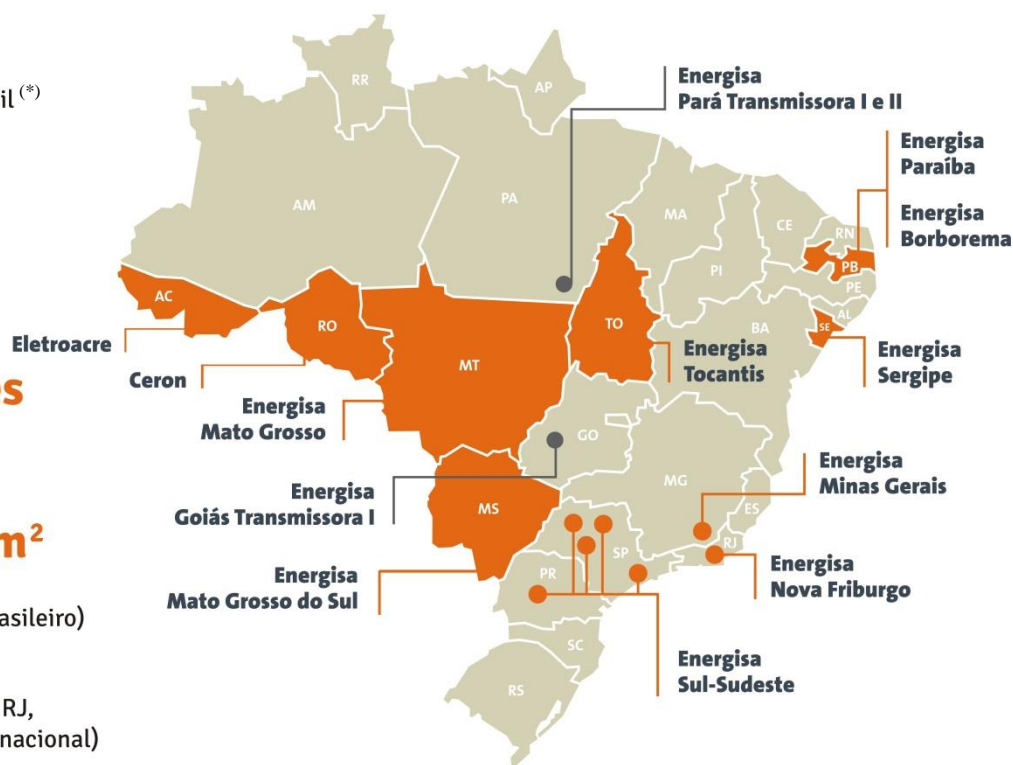 il (*)
s
m²
asileiro)
RJ,
nacional)
RR
AP
AM
PA
MA
CE
RN
PB
PE
AL
SE
PI
BA
AC
RO
MT
TO
GO
MS
MG
ES
RJ
SP
PR
SC
RS
Energisa
Pará Transmissora I e II
Energisa
Paraíba
Energisa
Borborema
Eletroacre
Ceron
Energisa
Mato Grosso
Energisa
Tocantis
Energisa
Sergipe
Energisa
Goiás Transmissora I
Energisa
Minas Gerais
Energisa
Mato Grosso do Sul
Energisa
Nova Friburgo
Energisa
Sul-Sudeste